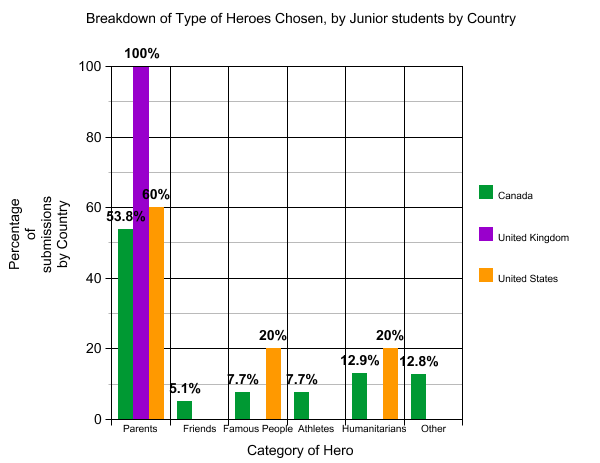 Breakdown of Type of Heroes Chosen, by Junior students by Country
100%
100
80
60%
60
53.8%
40
20%
20%
20
12.9%
12.8%
7.7%
7.7%
5.1%
0
Parents Friends Famous People Athletes Humanitarians Other
Category of Hero
Percentage
of
submissions
by Country
Canada
United Kingdom
United States